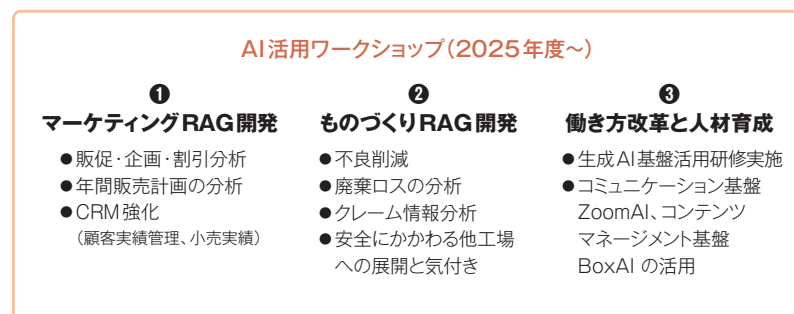 AI活用ワークショップ（2025年度〜）
❶
マーケティングRAG開発
●販促・企画・割引分析
●年間販売計画の分析
●CRM強化
（顧客実績管理、小売実績）
❷
ものづくりRAG開発
●不良削減
●廃棄ロスの分析
●クレーム情報分析
●安全にかかわる他工場
への展開と気付き
❸
働き方改革と人材育成
●生成AI基盤活用研修実施
●コミュニケーション基盤
ZoomAI、コンテンツ
マネージメント基盤
BoxAI の活用